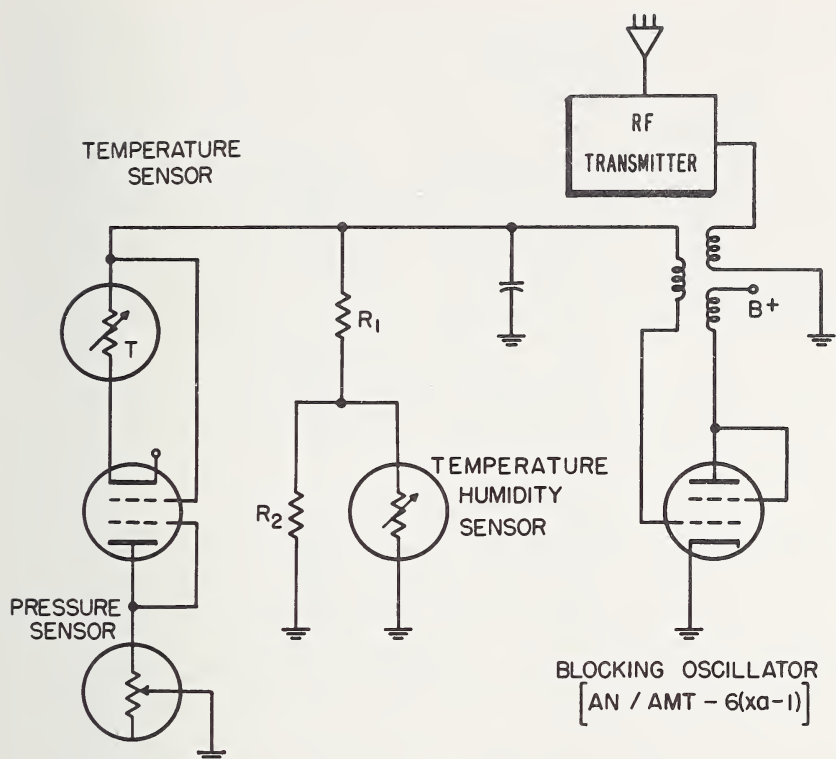 RF
TRANSMITTER
TEMPERATURE
SENSOR
T
R₁
B+
TEMPERATURE
HUMIDITY
SENSOR
R₂
PRESSURE
SENSOR
BLOCKING OSCILLATOR
[AN / AMT - 6(xa-1)]